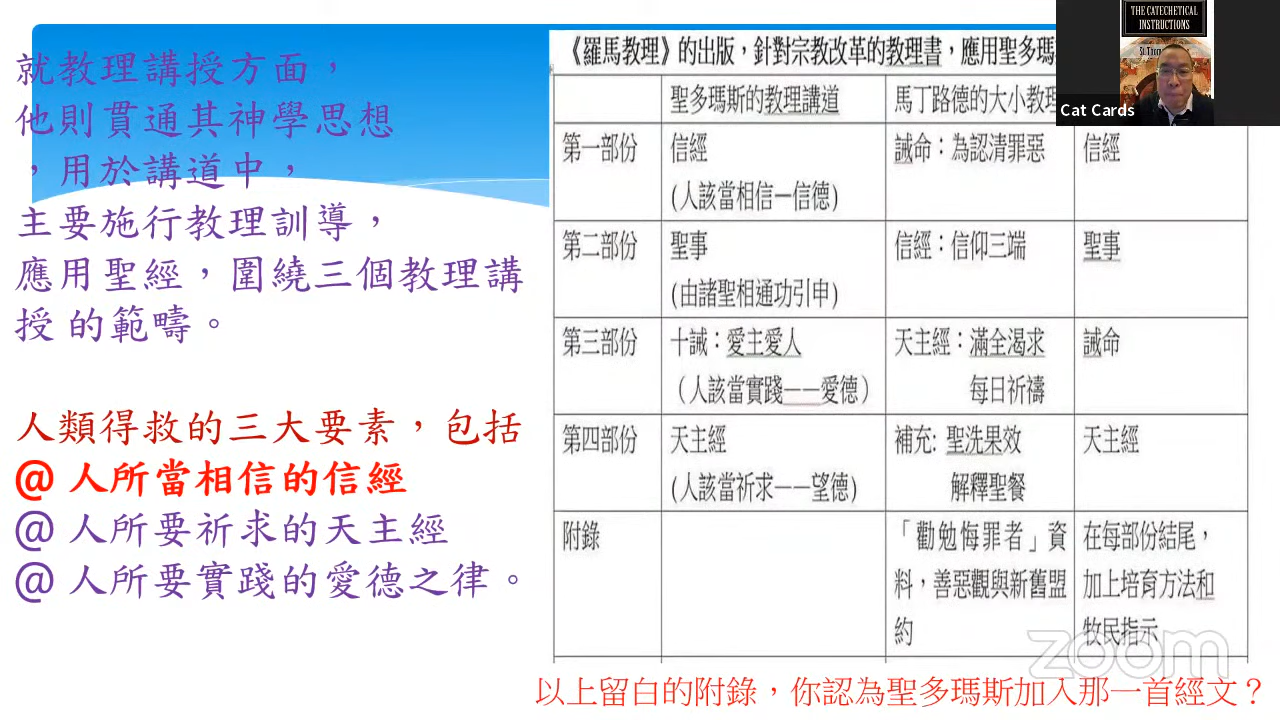 就教理講授方面，
他則貫通其神學思想
，用於講道中，
主要施行教理訓導，
應用聖經，圍繞三個教理講
授 的範疇。
人類得救的三大要素，包括
@ 人所當相信的信經
@ 人所要祈求的天主經
@ 人所要實踐的愛德之律。
《羅馬教理》的出版，針對宗教改革的教理書，應用聖多瑪
聖多瑪斯的教理講道
馬丁路德的大小教理
第一部份
信經
(人該當相信—信德)
誡命：為認清罪惡
信經
第二部份
聖事
(由諸聖相通功引申)
信經：信仰三端
聖事
第三部份
十誡：愛主愛人
（人該當實踐——愛德）
天主經：滿全渴求
每日祈禱
誡命
第四部份
天主經
(人該當祈求——望德)
補充: 聖洗果效
解釋聖餐
天主經
附錄
「勸勉悔罪者」資
料，善惡觀與新舊盟
約
在每部份結尾，
加上培育方法和
牧民指示
以上留白的附錄，你認為聖多瑪斯加入那一首經文？
THE CATECHETICAL
INSTRUCTIONS
St. Thom
Cat Cards
zoom